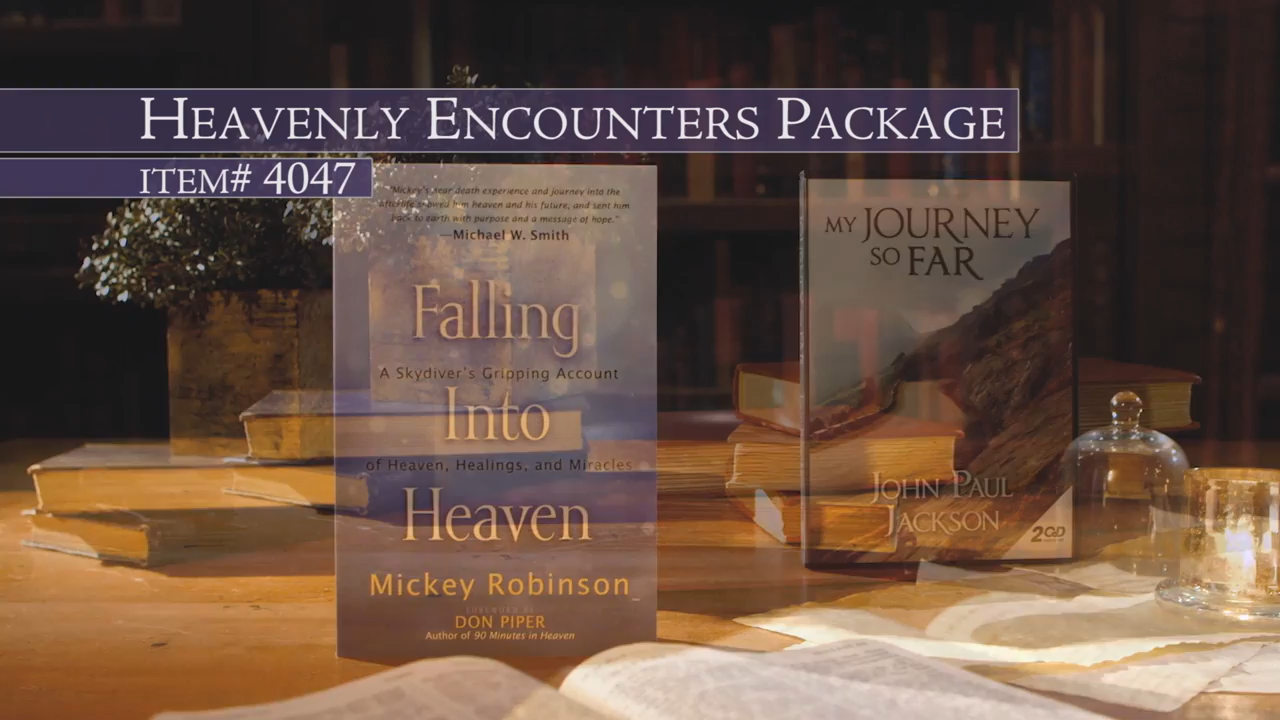 HEAVENLY ENCOUNTERS PACKAGE
ITEM# 4047
"Mickey's near death experience and journey into the
afterlife showed him heaven and his future, and sent him
back to earth with purpose and a message of hope."
—Michael W. Smith
Falling
A Skydiver's Gripping Account
Into
of Heaven, Healings, and Miracles
Heaven
Mickey Robinson
FOREWORD BY
DON PIPER
Author of 90 Minutes in Heaven
MY JOURNEY
SO FAR
JOHN PAUL
JACKSON
2 CD